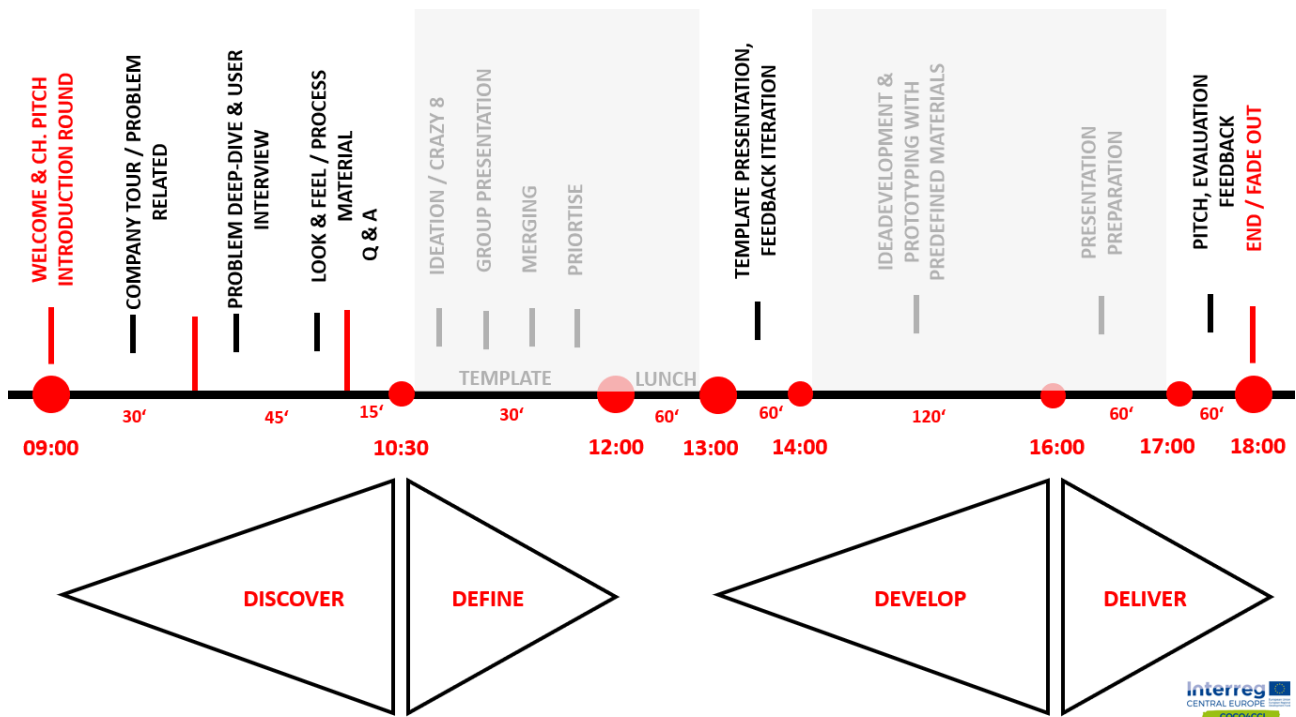 WELCOME & CH. PITCH
INTRODUCTION ROUND
COMPANY TOUR / PROBLEM
RELATED
PROBLEM DEEP-DIVE & USER
INTERVIEW
LOOK & FEEL / PROCESS
MATERIAL
Q & A
IDEATION / CRAZY 8
GROUP PRESENTATION
MERGING
PRIORTISE
TEMPLATE PRESENTATION,
FEEDBACK ITERATION
IDEADEVELOPMENT &
PROTOTYPING WITH
PREDEFINED MATERIALS
PRESENTATION
PREPARATION
PITCH, EVALUATION
FEEDBACK
END / FADE OUT
TEMPLATE
LUNCH
30‘
45‘
15‘
30‘
60‘
60‘
120‘
60‘
60‘
09:00
10:30
12:00
13:00
14:00
16:00
17:00
18:00
DISCOVER
DEFINE
DEVELOP
DELIVER
Interreg
CENTRAL EUROPE